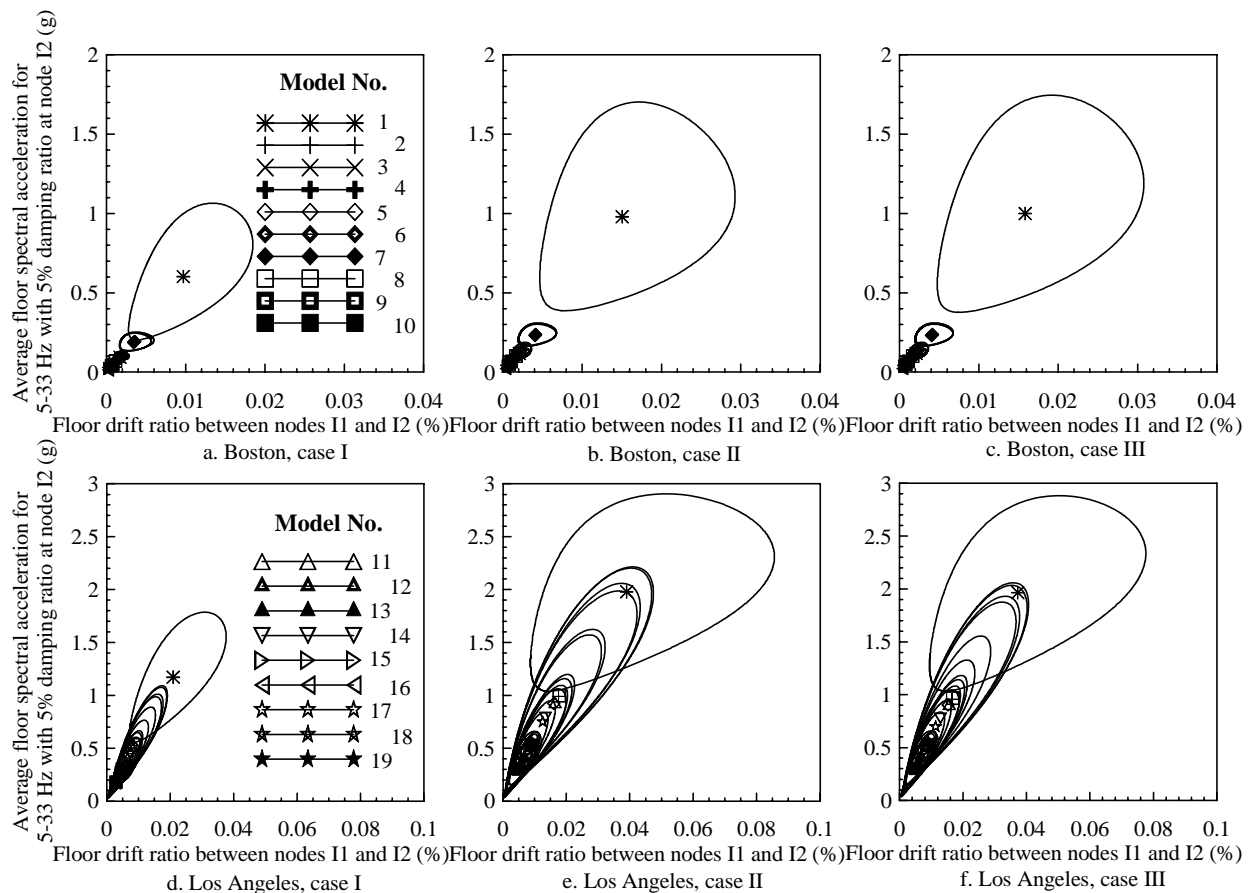 Average floor spectral acceleration for
5-33 Hz with 5% damping ratio at node I2 (g)
2
1.5
1
0.5
0
0 0.01 0.02 0.03 0.04
Model No.
1
2
3
4
5
6
7
8
9
10
Floor drift ratio between nodes I1 and I2 (%)
a. Boston, case I
2
1.5
1
0.5
0
0 0.01 0.02 0.03 0.04
Floor drift ratio between nodes I1 and I2 (%)
b. Boston, case II
2
1.5
1
0.5
0
0 0.01 0.02 0.03 0.04
Floor drift ratio between nodes I1 and I2 (%)
c. Boston, case III
Average floor spectral acceleration for
5-33 Hz with 5% damping ratio at node I2 (g)
3
2.5
2
1.5
1
0.5
0
0 0.02 0.04 0.06 0.08 0.1
Model No.
11
12
13
14
15
16
17
18
19
Floor drift ratio between nodes I1 and I2 (%)
d. Los Angeles, case I
3
2.5
2
1.5
1
0.5
0
0 0.02 0.04 0.06 0.08 0.1
Floor drift ratio between nodes I1 and I2 (%)
e. Los Angeles, case II
3
2.5
2
1.5
1
0.5
0
0 0.02 0.04 0.06 0.08 0.1
Floor drift ratio between nodes I1 and I2 (%)
f. Los Angeles, case III